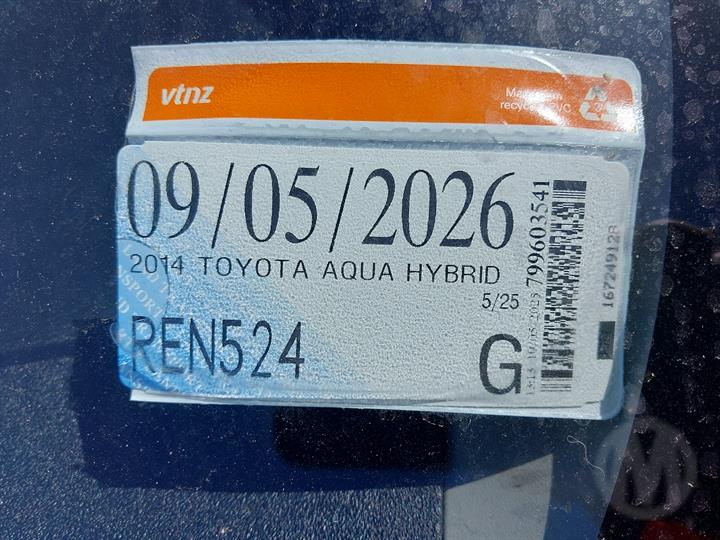 vtnz
09/05/2026
2014 TOYOTA AQUA HYBRID
5/25
REN524
G
799603541
16724912B
M